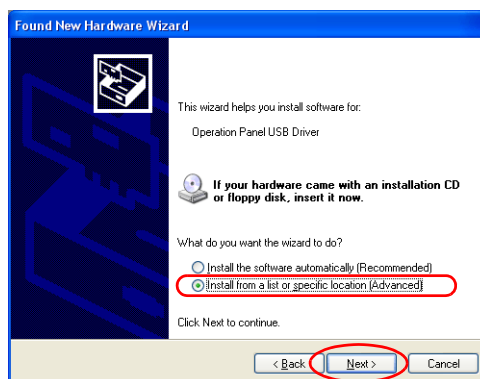 Found New Hardware Wizard
This wizard helps you install software for:
Operation Panel USB Driver
If your hardware came with an installation CD
or floppy disk, insert it now.
What do you want the wizard to do?
Install the software automatically (Recommended)
Install from a list or specific location (Advanced)
Click Next to continue.
< Back Next > Cancel